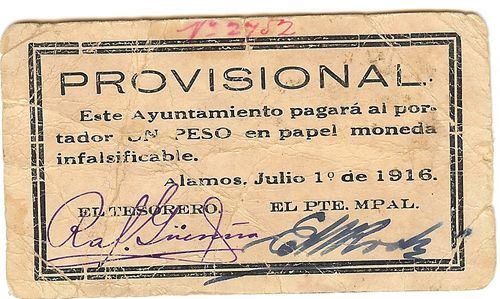 Nº 2752
PROVISIONAL.
Este Ayuntamiento pagará al por-
tador UN PESO en papel moneda
infalsificable.
Alamos, Julio 1º de 1916.
EL TESORERO. EL PTE. MPAL.
Raf.